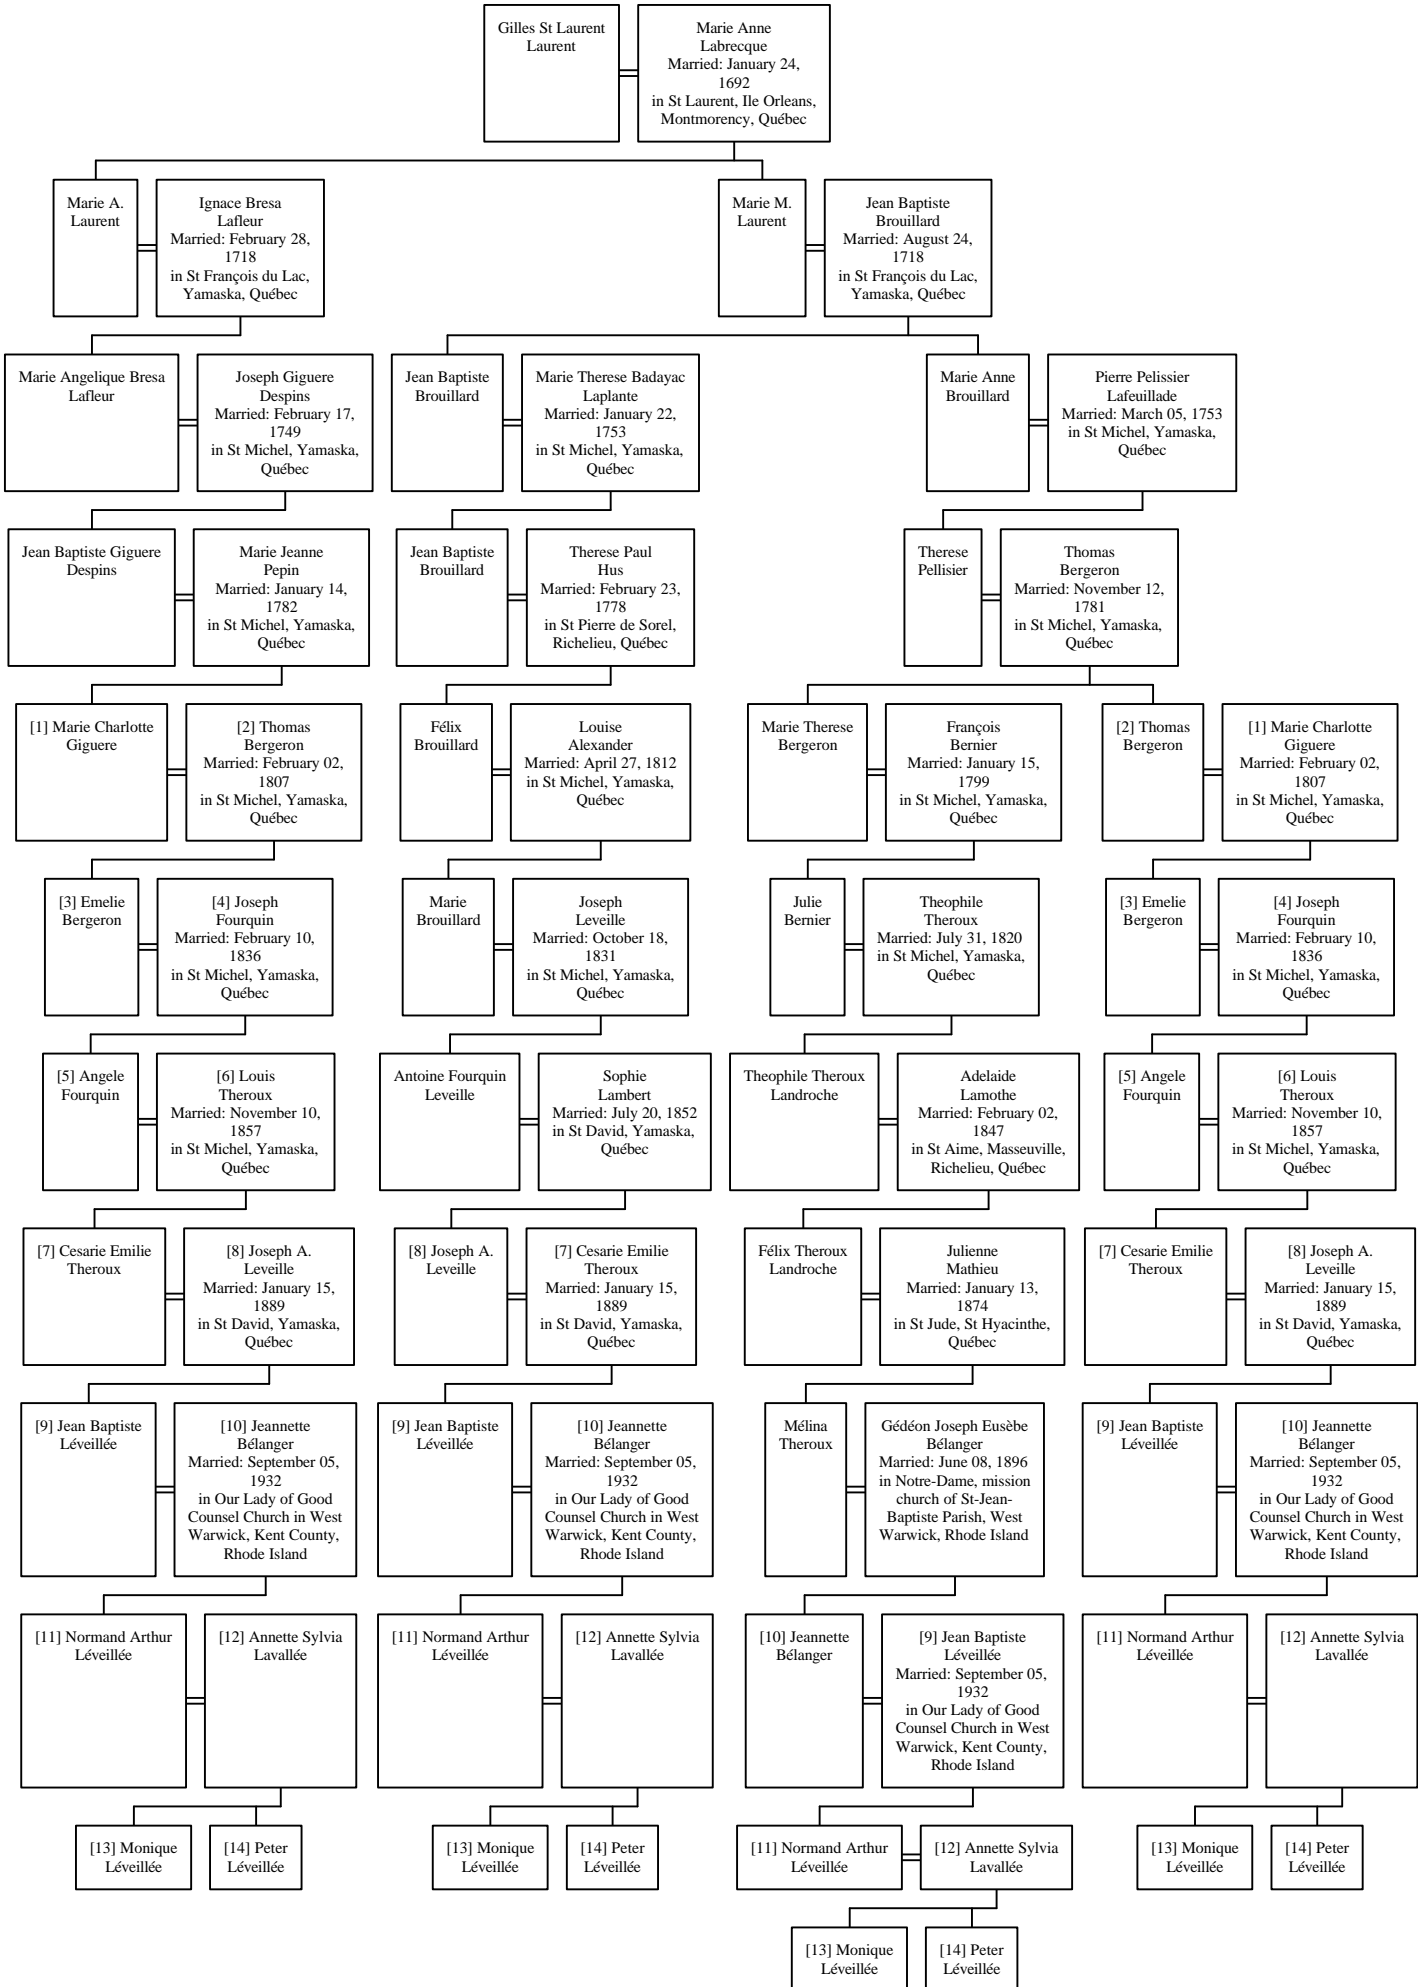 Gilles St Laurent
Laurent
Marie Anne
Labrecque
Married: January 24,
1692
in St Laurent, Ile Orleans,
Montmorency, Québec
Marie A.
Laurent
Ignace Bresa
Lafleur
Married: February 28,
1718
in St François du Lac,
Yamaska, Québec
Marie M.
Laurent
Jean Baptiste
Brouillard
Married: August 24,
1718
in St François du Lac,
Yamaska, Québec
Marie Angelique Bresa
Lafleur
Joseph Giguere
Despins
Married: February 17,
1749
in St Michel, Yamaska,
Québec
Jean Baptiste
Brouillard
Marie Therese Badayac
Laplante
Married: January 22,
1753
in St Michel, Yamaska,
Québec
Marie Anne
Brouillard
Pierre Pelissier
Lafeuillade
Married: March 05, 1753
in St Michel, Yamaska,
Québec
Jean Baptiste Giguere
Despins
Marie Jeanne
Pepin
Married: January 14,
1782
in St Michel, Yamaska,
Québec
Jean Baptiste
Brouillard
Therese Paul
Hus
Married: February 23,
1778
in St Pierre de Sorel,
Richelieu, Québec
Therese
Pellisier
Thomas
Bergeron
Married: November 12,
1781
in St Michel, Yamaska,
Québec
[1] Marie Charlotte
Giguere
[2] Thomas
Bergeron
Married: February 02,
1807
in St Michel, Yamaska,
Québec
Félix
Brouillard
Louise
Alexander
Married: April 27, 1812
in St Michel, Yamaska,
Québec
Marie Therese
Bergeron
François
Bernier
Married: January 15,
1799
in St Michel, Yamaska,
Québec
[2] Thomas
Bergeron
[1] Marie Charlotte
Giguere
Married: February 02,
1807
in St Michel, Yamaska,
Québec
[3] Emelie
Bergeron
[4] Joseph
Fourquin
Married: February 10,
1836
in St Michel, Yamaska,
Québec
Marie
Brouillard
Joseph
Leveille
Married: October 18,
1831
in St Michel, Yamaska,
Québec
Julie
Bernier
Theophile
Theroux
Married: July 31, 1820
in St Michel, Yamaska,
Québec
[3] Emelie
Bergeron
[4] Joseph
Fourquin
Married: February 10,
1836
in St Michel, Yamaska,
Québec
[5] Angele
Fourquin
[6] Louis
Theroux
Married: November 10,
1857
in St Michel, Yamaska,
Québec
Antoine Fourquin
Leveille
Sophie
Lambert
Married: July 20, 1852
in St David, Yamaska,
Québec
Theophile Theroux
Landroche
Adelaide
Lamothe
Married: February 02,
1847
in St Aime, Masseuville,
Richelieu, Québec
[5] Angele
Fourquin
[6] Louis
Theroux
Married: November 10,
1857
in St Michel, Yamaska,
Québec
[7] Cesarie Emilie
Theroux
[8] Joseph A.
Leveille
Married: January 15,
1889
in St David, Yamaska,
Québec
[8] Joseph A.
Leveille
[7] Cesarie Emilie
Theroux
Married: January 15,
1889
in St David, Yamaska,
Québec
Félix Theroux
Landroche
Julienne
Mathieu
Married: January 13,
1874
in St Jude, St Hyacinthe,
Québec
[7] Cesarie Emilie
Theroux
[8] Joseph A.
Leveille
Married: January 15,
1889
in St David, Yamaska,
Québec
[9] Jean Baptiste
Léveillée
[10] Jeannette
Bélanger
Married: September 05,
1932
in Our Lady of Good
Counsel Church in West
Warwick, Kent County,
Rhode Island
[9] Jean Baptiste
Léveillée
[10] Jeannette
Bélanger
Married: September 05,
1932
in Our Lady of Good
Counsel Church in West
Warwick, Kent County,
Rhode Island
Mélina
Theroux
Gédéon Joseph Eusèbe
Bélanger
Married: June 08, 1896
in Notre-Dame, mission
church of St-Jean-
Baptiste Parish, West
Warwick, Rhode Island
[9] Jean Baptiste
Léveillée
[10] Jeannette
Bélanger
Married: September 05,
1932
in Our Lady of Good
Counsel Church in West
Warwick, Kent County,
Rhode Island
[11] Normand Arthur
Léveillée
[12] Annette Sylvia
Lavallée
[11] Normand Arthur
Léveillée
[12] Annette Sylvia
Lavallée
[10] Jeannette
Bélanger
[9] Jean Baptiste
Léveillée
Married: September 05,
1932
in Our Lady of Good
Counsel Church in West
Warwick, Kent County,
Rhode Island
[11] Normand Arthur
Léveillée
[12] Annette Sylvia
Lavallée
[13] Monique
Léveillée
[14] Peter
Léveillée
[13] Monique
Léveillée
[14] Peter
Léveillée
[11] Normand Arthur
Léveillée
[12] Annette Sylvia
Lavallée
[13] Monique
Léveillée
[14] Peter
Léveillée
[13] Monique
Léveillée
[14] Peter
Léveillée